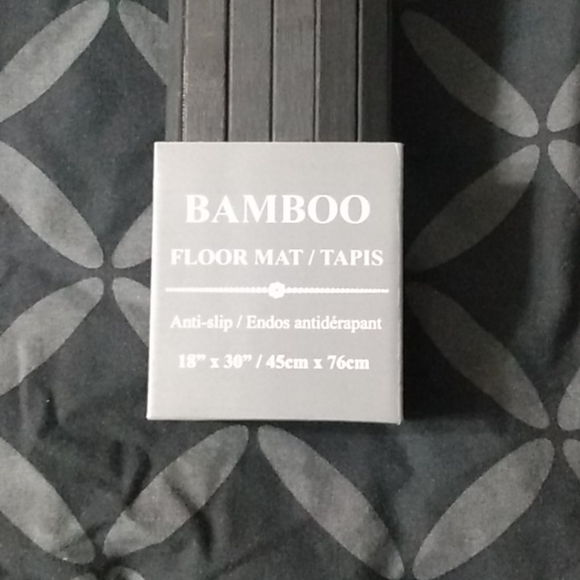 BAMBOO
FLOOR MAT / TAPIS
Anti-slip / Endos antidérapant
18” x 30” / 45cm x 76cm